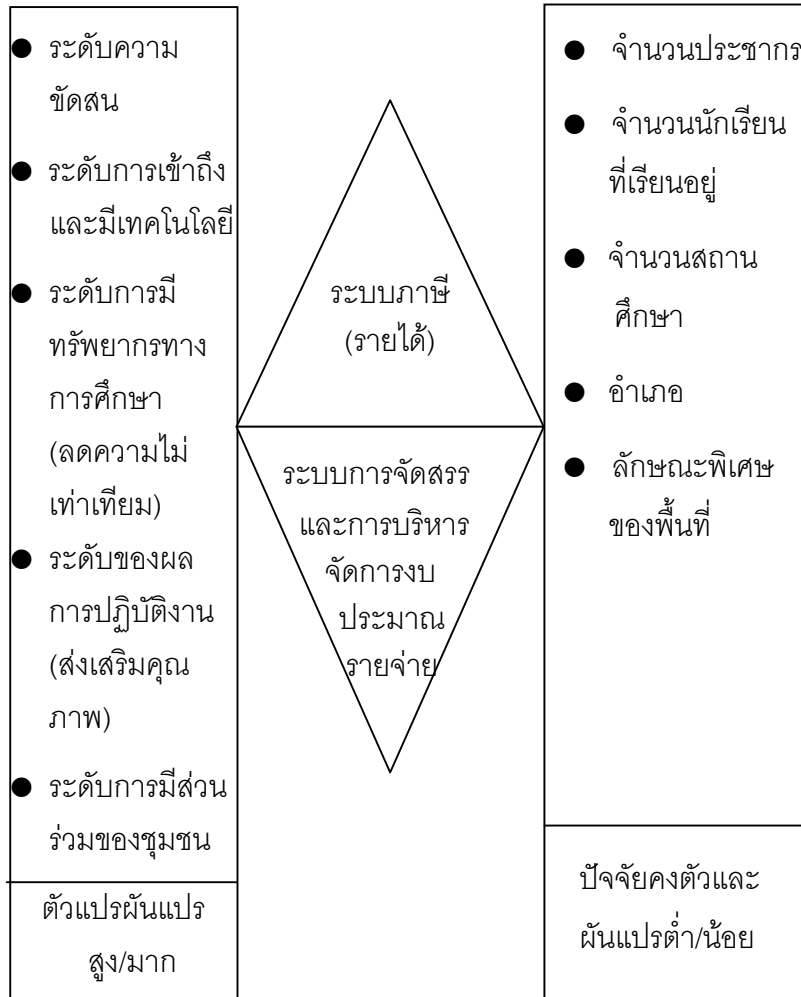 ● ระดับความ
ขัดสน
● ระดับการเข้าถึง
และมีเทคโนโลยี
● ระดับการมี
ทรัพยากรทาง
การศึกษา
(ลดความไม่
เท่าเทียม)
● ระดับของผล
การปฏิบัติงาน
(ส่งเสริมคุณ
ภาพ)
● ระดับการมีส่วน
ร่วมของชุมชน
ตัวแปรผันแปร
สูง/มาก
ระบบภาษี
(รายได้)
ระบบการจัดสรร
และการบริหาร
จัดการงบ
ประมาณ
รายจ่าย
● จำนวนประชากร
● จำนวนนักเรียน
ที่เรียนอยู่
● จำนวนสถาน
ศึกษา
● อำเภอ
● ลักษณะพิเศษ
ของพื้นที่
ปัจจัยคงตัวและ
ผันแปรต่ำ/น้อย